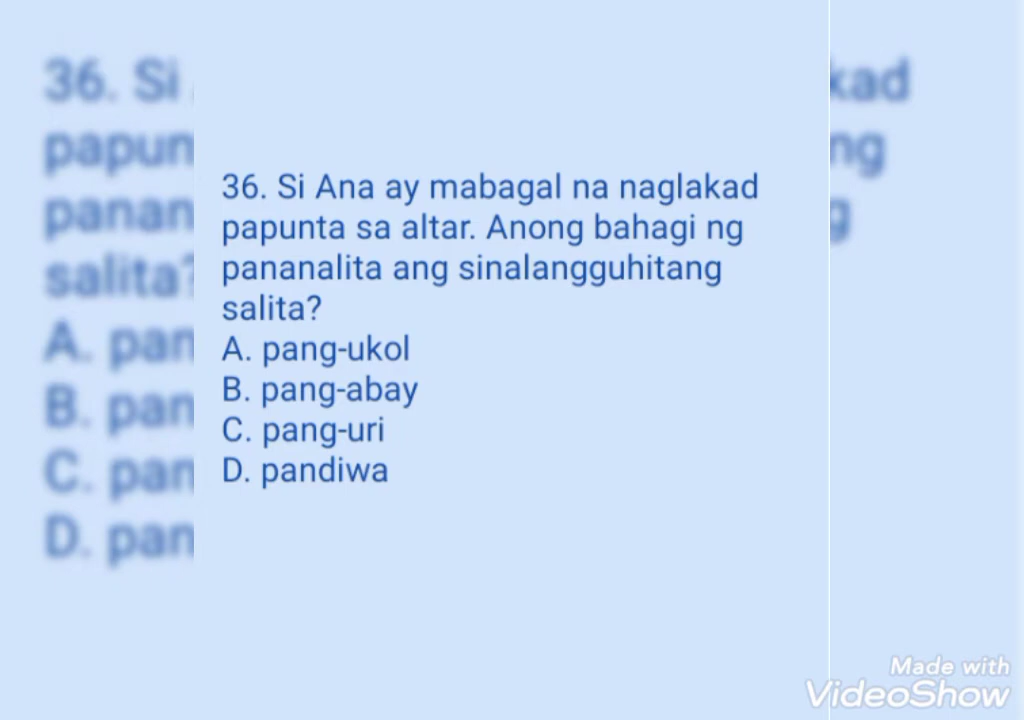 36. Si Ana ay mabagal na naglakad
papunta sa altar. Anong bahagi ng
pananalita ang sinalangguhitang
salita?
A. pang-ukol
B. pang-abay
C. pang-uri
D. pandiwa
Made with
VideoShow